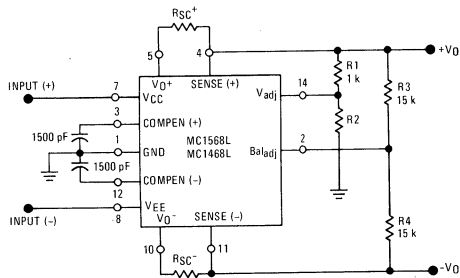 RSC+
5
4
+VO
VO+
SENSE (+)
R1
1 k
INPUT (+)
7
VCC
Vadj
14
R3
15 k
3
COMPEN (+)
R2
1500 pF
1
GND
MC1568L
MC1468L
Baladj
2
1500 pF
COMPEN (-)
12
INPUT (-)
8
VEE
VO-
SENSE (-)
R4
15 k
10
11
RSC-
-VO